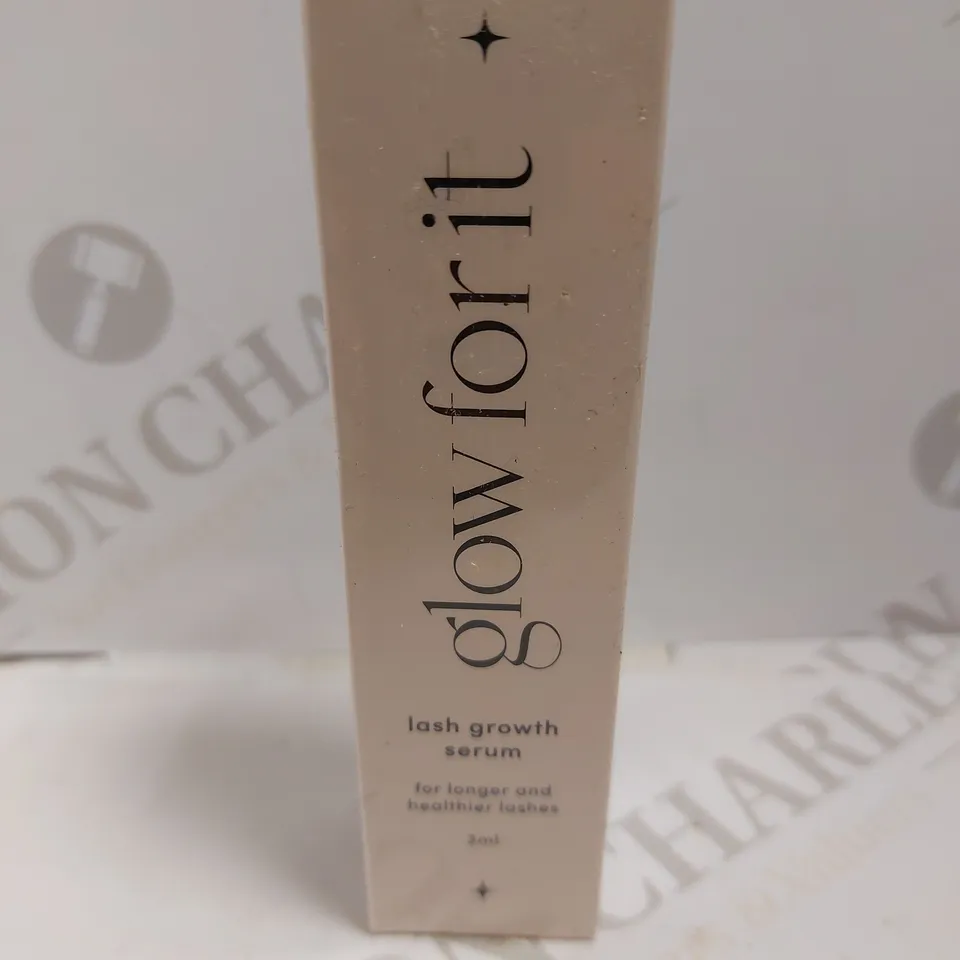 glow for it
lash growth
serum
for longer and
healthier lashes
3ml